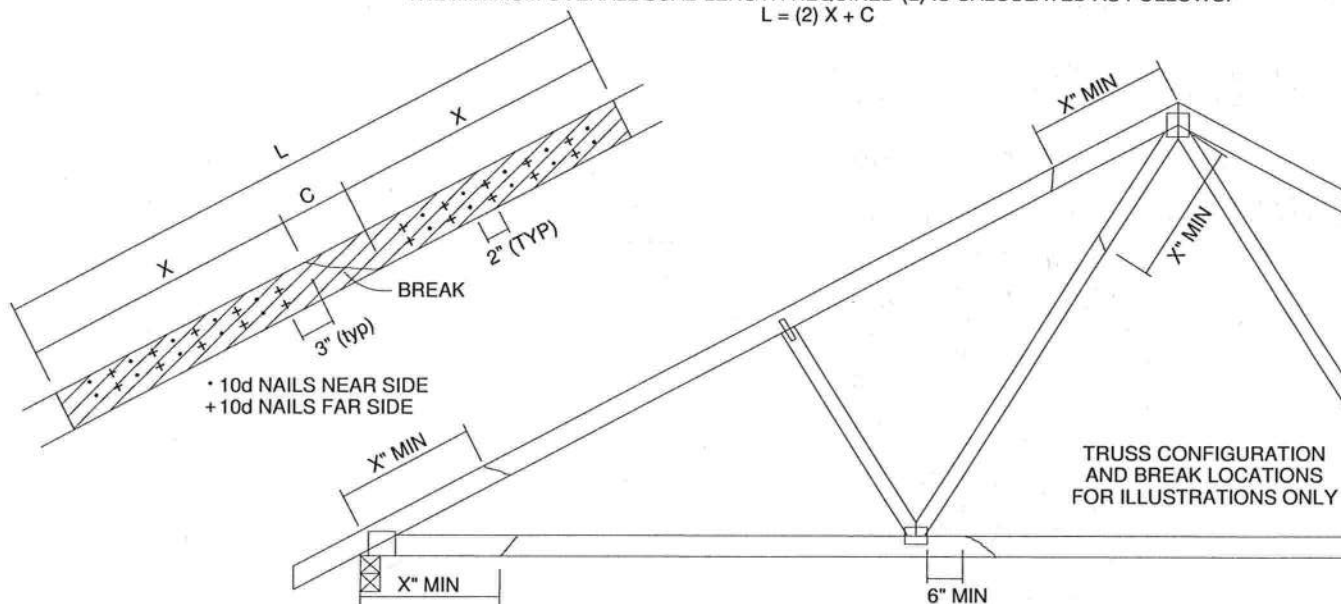 L = (2) X + C
X" MIN
L
X
C
X
2" (TYP)
X" MIN
BREAK
3" (typ)
• 10d NAILS NEAR SIDE
+ 10d NAILS FAR SIDE
X" MIN
TRUSS CONFIGURATION
AND BREAK LOCATIONS
FOR ILLUSTRATIONS ONLY
X" MIN
6" MIN